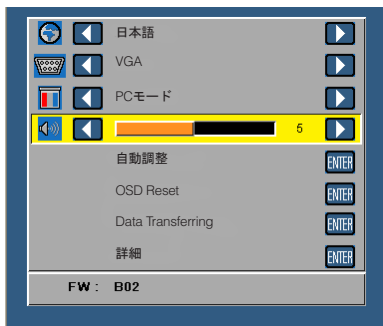 日本語
VGA
PCモード
5
自動調整 ENTER
OSD Reset ENTER
Data Transferring ENTER
詳細 ENTER
FW: B02